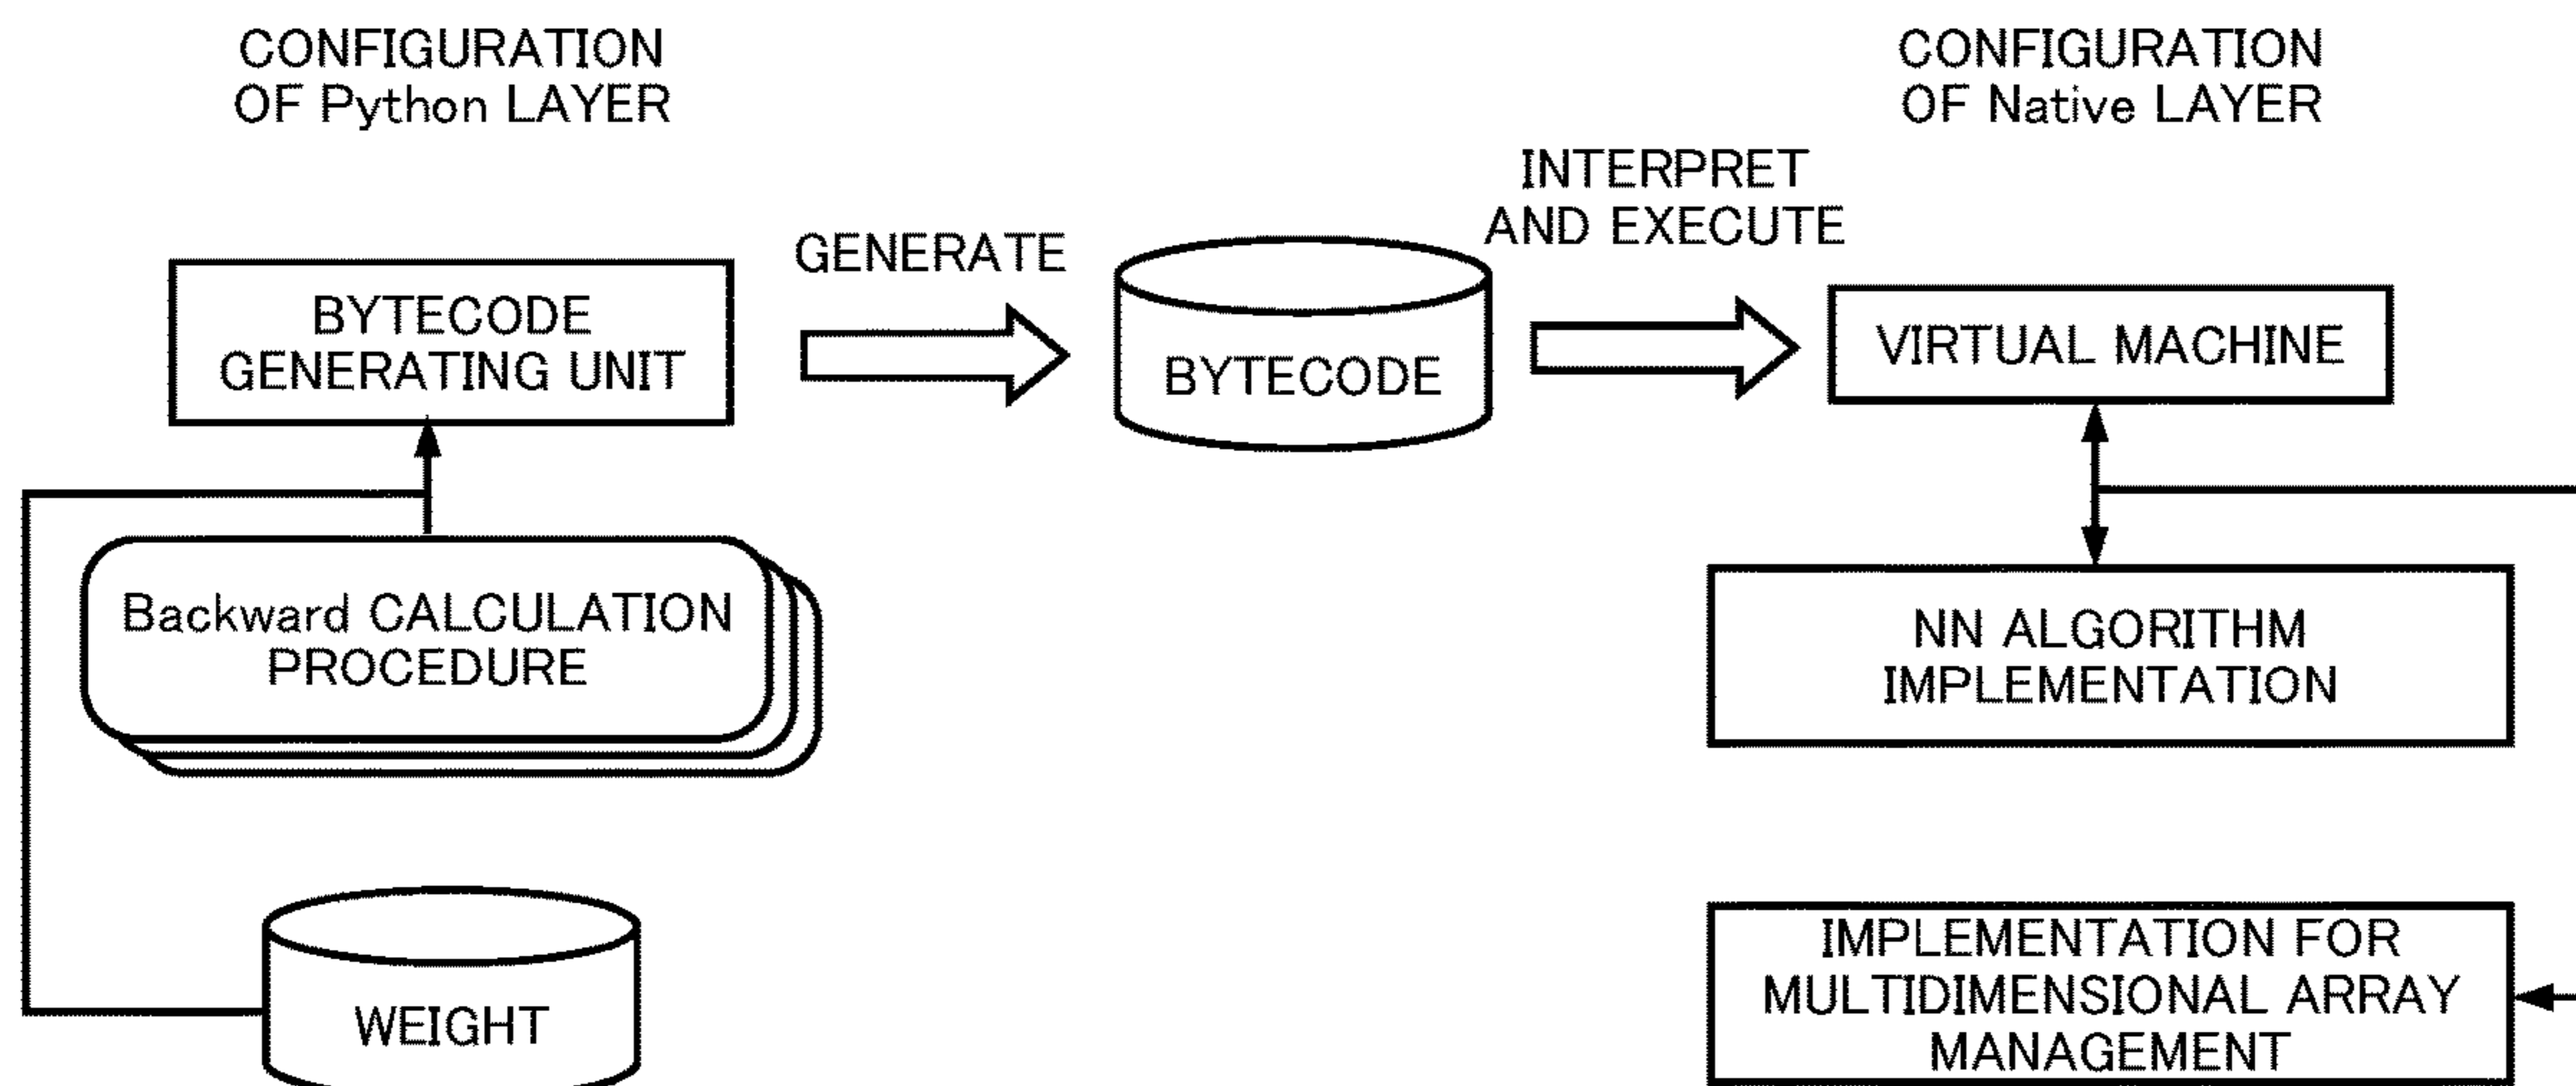 CONFIGURATION
OF Python LAYER
CONFIGURATION
OF Native LAYER
INTERPRET
AND EXECUTE
GENERATE
BYTECODE
GENERATING UNIT
BYTECODE
VIRTUAL MACHINE
Backward CALCULATION
PROCEDURE
NN ALGORITHM
IMPLEMENTATION
WEIGHT
IMPLEMENTATION FOR
MULTIDIMENSIONAL ARRAY
MANAGEMENT